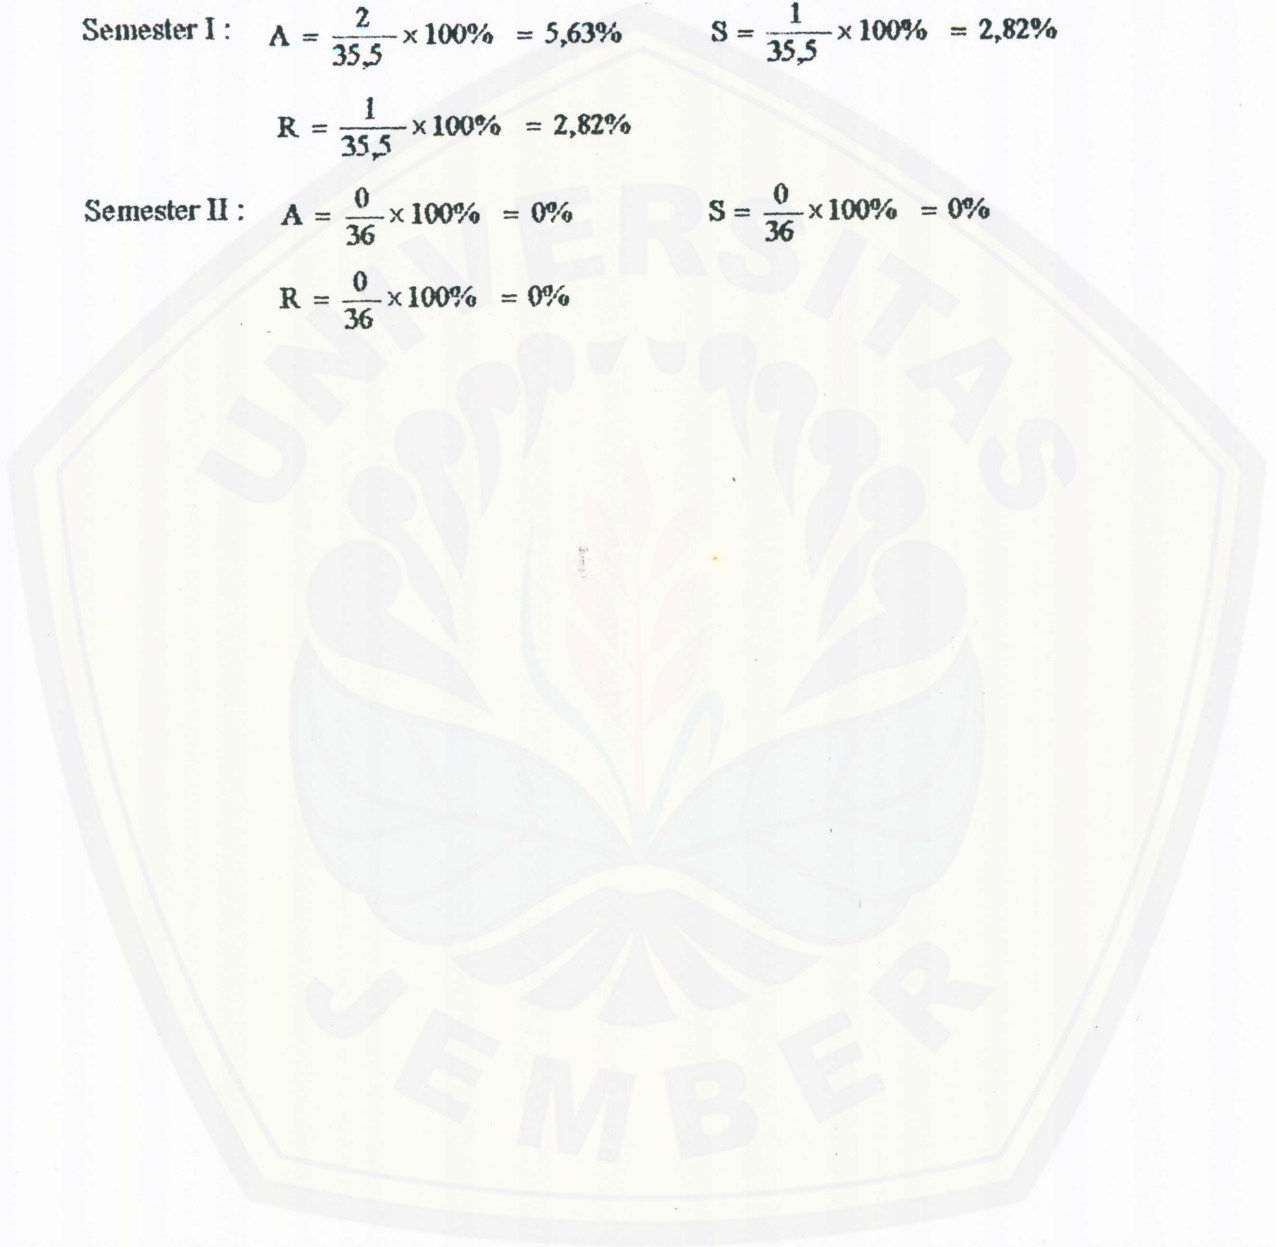 Semester I : A = 2/35,5 × 100% = 5,63% S = 1/35,5 × 100% = 2,82%
R = 1/35,5 × 100% = 2,82%
Semester II : A = 0/36 × 100% = 0% S = 0/36 × 100% = 0%
R = 0/36 × 100% = 0%
UNIVERSITAS
JEMBER